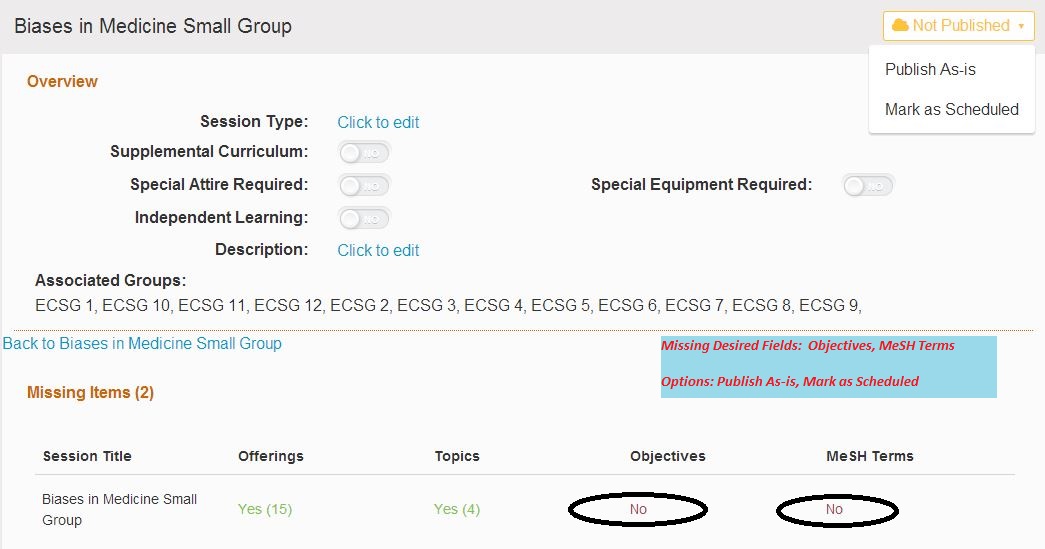 Biases in Medicine Small Group
Not Published
Publish As-is
Mark as Scheduled
Overview
Session Type: Click to edit
Supplemental Curriculum: NO
Special Attire Required: NO Special Equipment Required: NO
Independent Learning: NO
Description: Click to edit
Associated Groups:
ECSG 1, ECSG 10, ECSG 11, ECSG 12, ECSG 2, ECSG 3, ECSG 4, ECSG 5, ECSG 6, ECSG 7, ECSG 8, ECSG 9,
Back to Biases in Medicine Small Group
Missing Desired Fields: Objectives, MeSH Terms
Options: Publish As-is, Mark as Scheduled
Missing Items (2)
Session Title Offerings Topics Objectives MeSH Terms
Biases in Medicine Small
Group Yes (15) Yes (4) No No